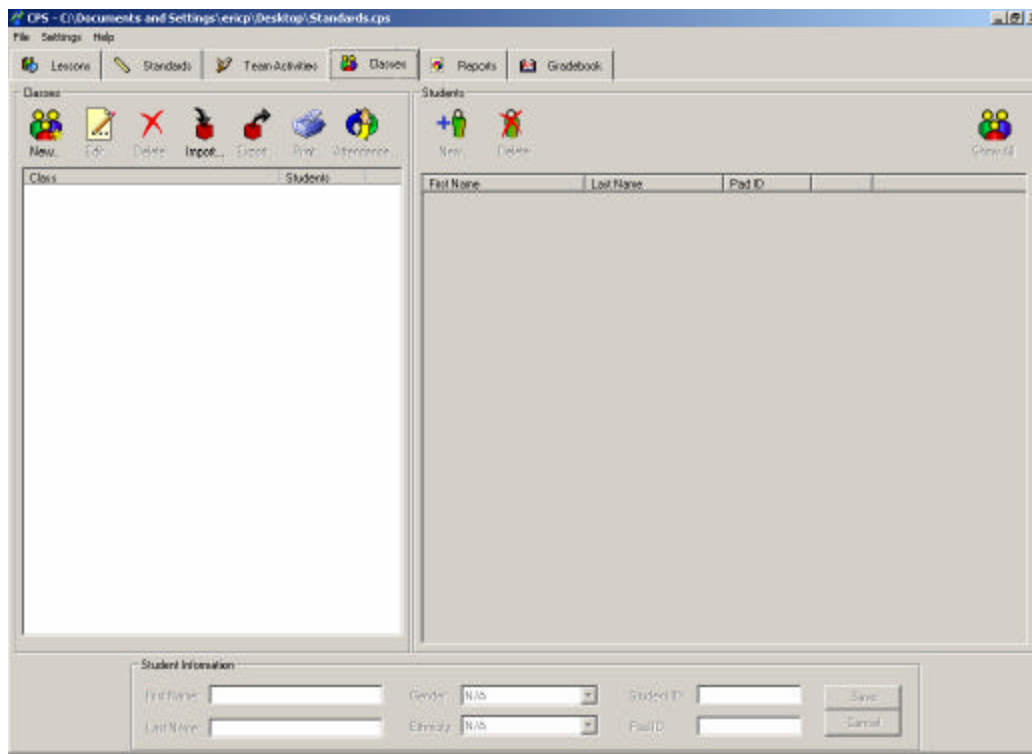 CPS - C:\Documents and Settings\ericp\Desktop\Standards.cps
File Settings Help
Lessons Standards Team Activities Classes Reports Gradebook
Classes Students
New... Edit... Delete Import... Export... Print Attendance... New... Delete Show All
Class Students First Name Last Name Pad ID
Student Information
First Name: Gender: N/A Student ID: Save
Last Name: Ethnicity: N/A Pad ID: Cancel